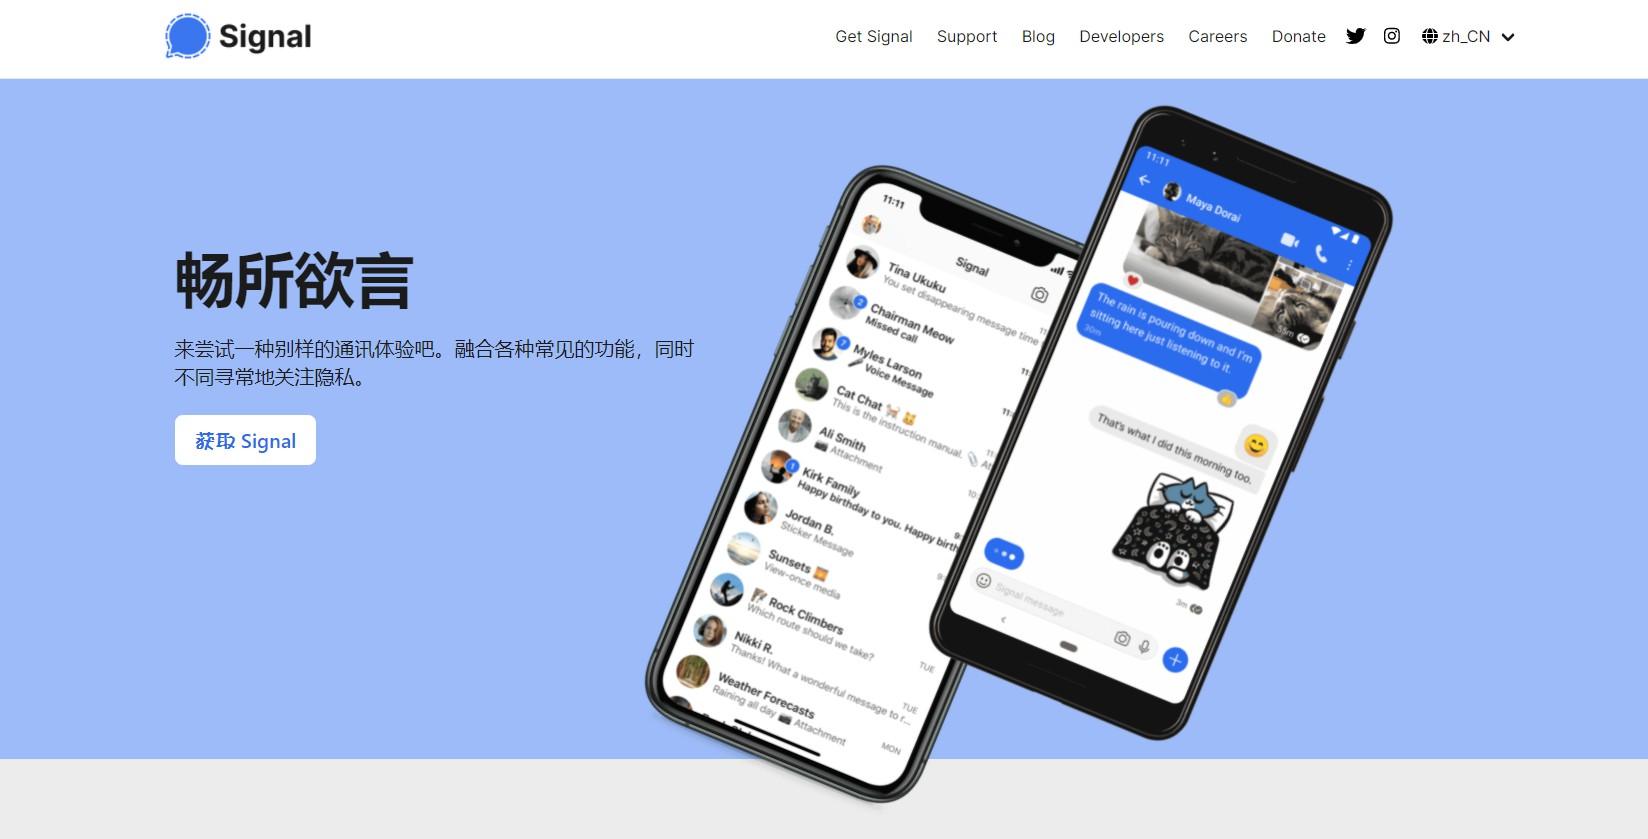 Signal
Get Signal Support Blog Developers Careers Donate zh_CN
畅所欲言
来尝试一种别样的通讯体验吧。融合各种常见的功能，同时
不同寻常地关注隐私。
获取 Signal
11:11
Signal
Tina Ukuku
You set disappearing message time
Chairman Meow
2
Missed call
Myles Larson
7
Voice Message
Cat Chat
This is the instruction manual.
Ali Smith
Attachment
Kirk Family
1
Happy birthday to you. Happy birth
Jordan B.
Sticker Message
Sunsets
View-once media
Rock Climbers
Which route should we take?
TUE
Nikki R.
Thanks! What a wonderful message to r...
TUE
Weather Forecasts
Raining all day Attachment
MON
11:11
Maya Dorai
55m
The rain is pouring down and I'm
sitting here just listening to it.
30m
That's what I did this morning too.
3m
Signal message